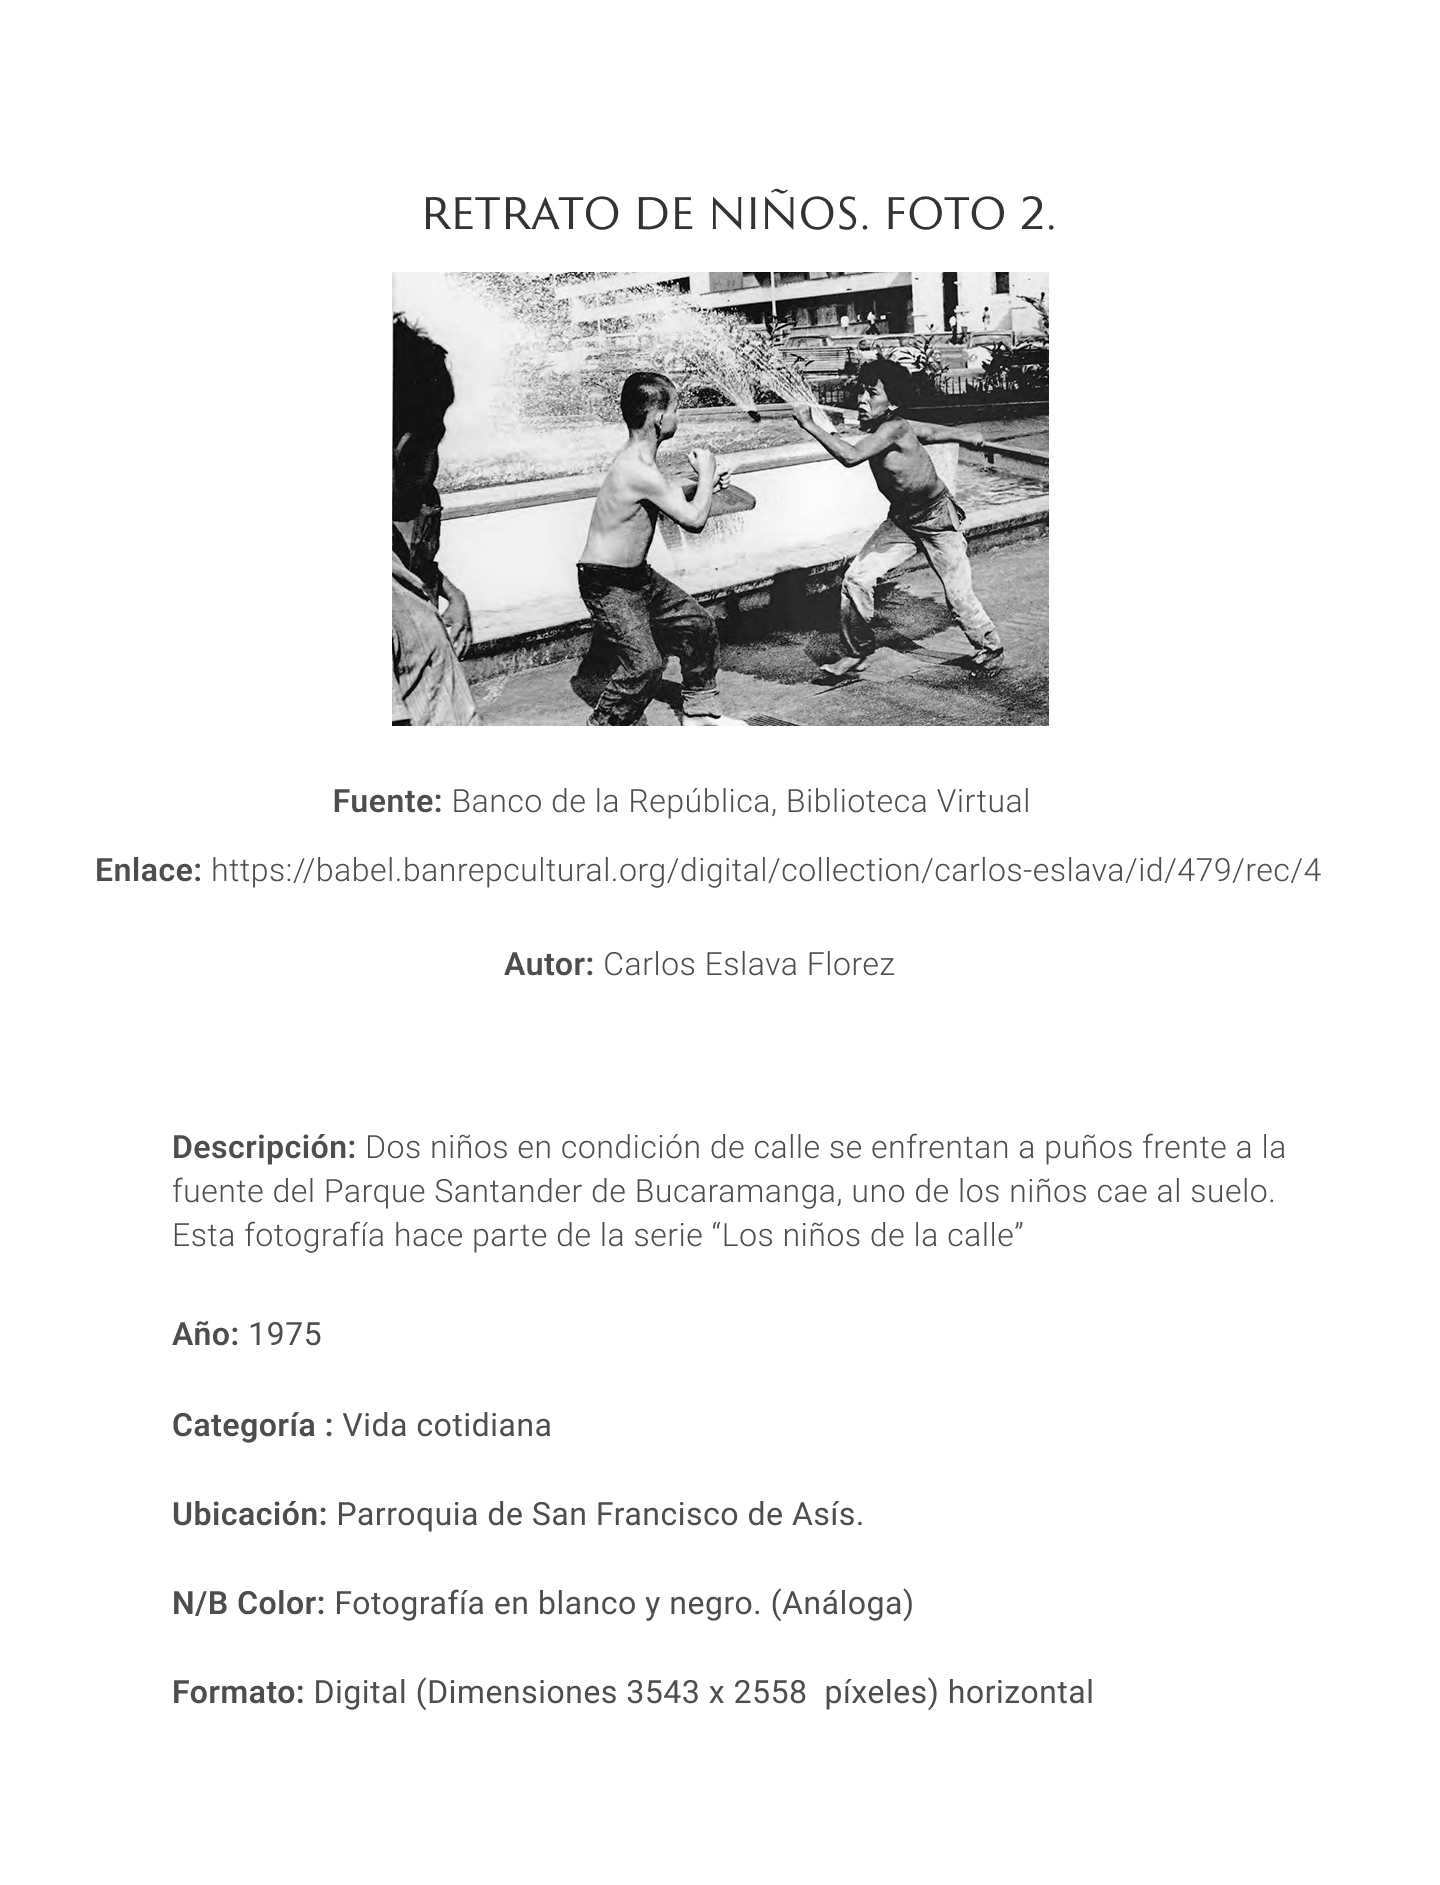 RETRATO DE NIÑOS. FOTO 2.
Fuente: Banco de la República, Biblioteca Virtual
Enlace: https://babel.banrepcultural.org/digital/collection/carlos-eslava/id/479/rec/4
Autor: Carlos Eslava Florez
Descripción: Dos niños en condición de calle se enfrentan a puños frente a la
fuente del Parque Santander de Bucaramanga, uno de los niños cae al suelo.
Esta fotografía hace parte de la serie “Los niños de la calle”
Año: 1975
Categoría : Vida cotidiana
Ubicación: Parroquia de San Francisco de Asís.
N/B Color: Fotografía en blanco y negro. (Análoga)
Formato: Digital (Dimensiones 3543 x 2558  píxeles) horizontal